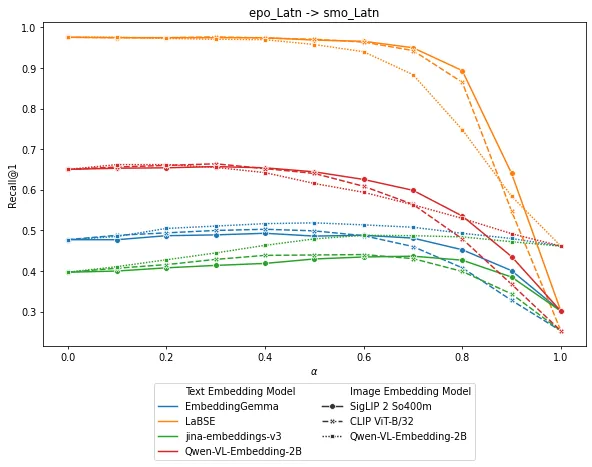 epo_Latn -> smo_Latn
1.0
0.9
0.8
0.7
0.6
0.5
0.4
0.3
Recall@1
0.0 0.2 0.4 0.6 0.8 1.0
α
Text Embedding Model Image Embedding Model
EmbeddingGemma SigLIP 2 So400m
LaBSE CLIP ViT-B/32
jina-embeddings-v3 Qwen-VL-Embedding-2B
Qwen-VL-Embedding-2B